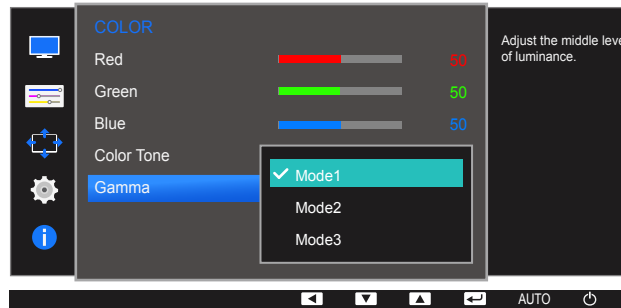 COLOR
Red 50
Green 50
Blue 50
Color Tone
Gamma
Mode1
Mode2
Mode3
Adjust the middle leve
of luminance.
AUTO